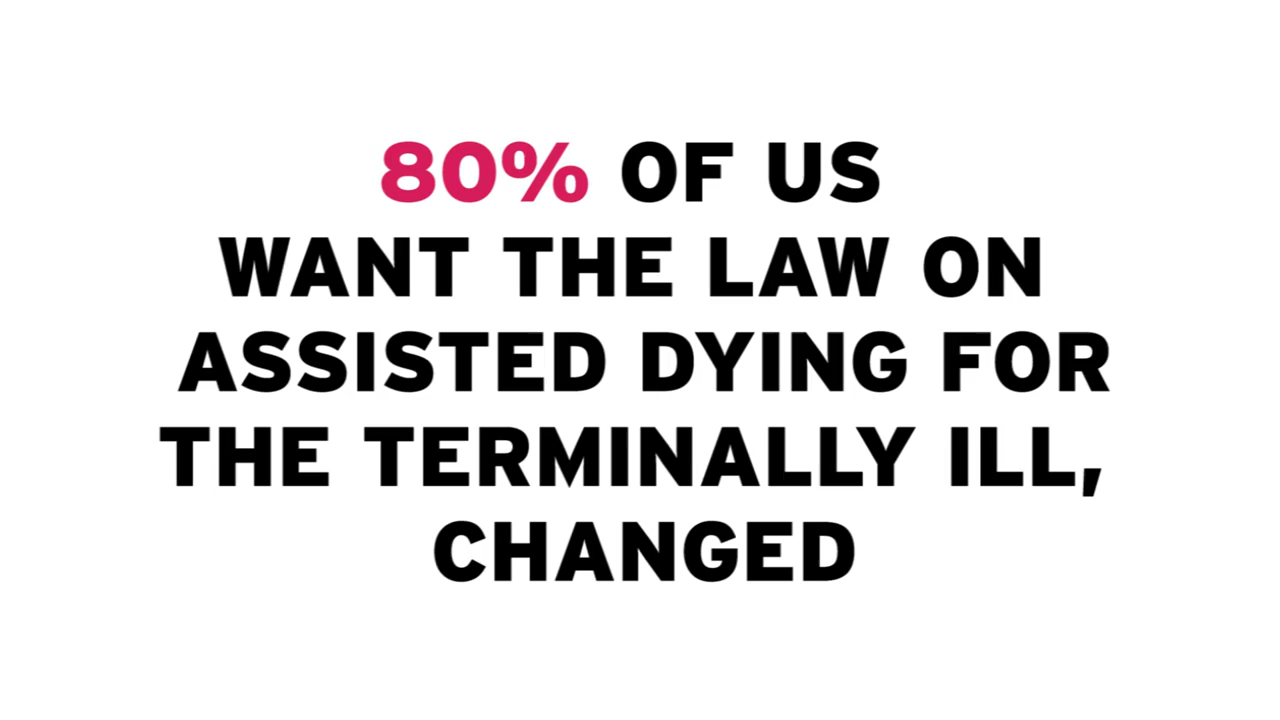 80% OF US
WANT THE LAW ON
ASSISTED DYING FOR
THE TERMINALLY ILL,
CHANGED